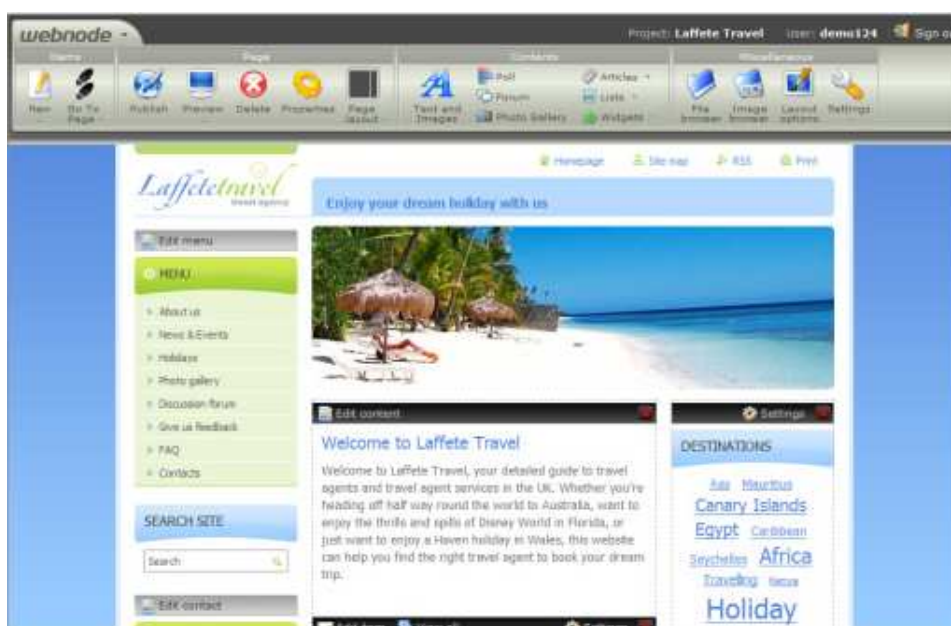 webnode
Project: Laffete Travel User: demo124 Sign ou
Items Page Contents Miscellaneous
New Go To Page Publish Preview Delete Properties Page layout Text and Images Poll Forum Photo Gallery Articles Lists Widgets File browser Image browser Layout options Settings
Homepage Site map RSS Print
Laffetetravel
travel agency
Enjoy your dream holiday with us
Edit menu
MENU
About us
News & Events
Holidays
Photo gallery
Discussion forum
Give us feedback
FAQ
Contacts
SEARCH SITE
Search
Edit contact
Edit content
Welcome to Laffete Travel
Welcome to Laffete Travel, your detailed guide to travel
agents and travel agent services in the UK. Whether you're
heading off half way round the world to Australia, want to
enjoy the thrills and spills of Disney World in Florida, or
just want to enjoy a Haven holiday in Wales, this website
can help you find the right travel agent to book your dream
trip.
Settings
DESTINATIONS
Asia Mauritius
Canary Islands
Egypt Caribbean
Seychelles Africa
Travelling
Holiday